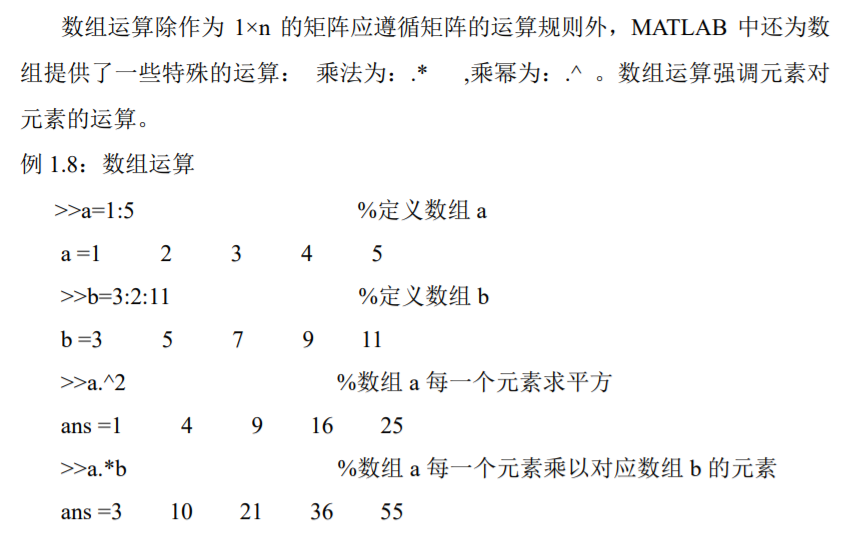 数组运算除作为 1×n 的矩阵应遵循矩阵的运算规则外，MATLAB 中还为数
组提供了一些特殊的运算： 乘法为：.* ,乘幂为：.^ 。数组运算强调元素对
元素的运算。
例 1.8：数组运算
>>a=1:5 %定义数组 a
a =1 2 3 4 5
>>b=3:2:11 %定义数组 b
b =3 5 7 9 11
>>a.^2 %数组 a 每一个元素求平方
ans =1 4 9 16 25
>>a.*b %数组 a 每一个元素乘以对应数组 b 的元素
ans =3 10 21 36 55